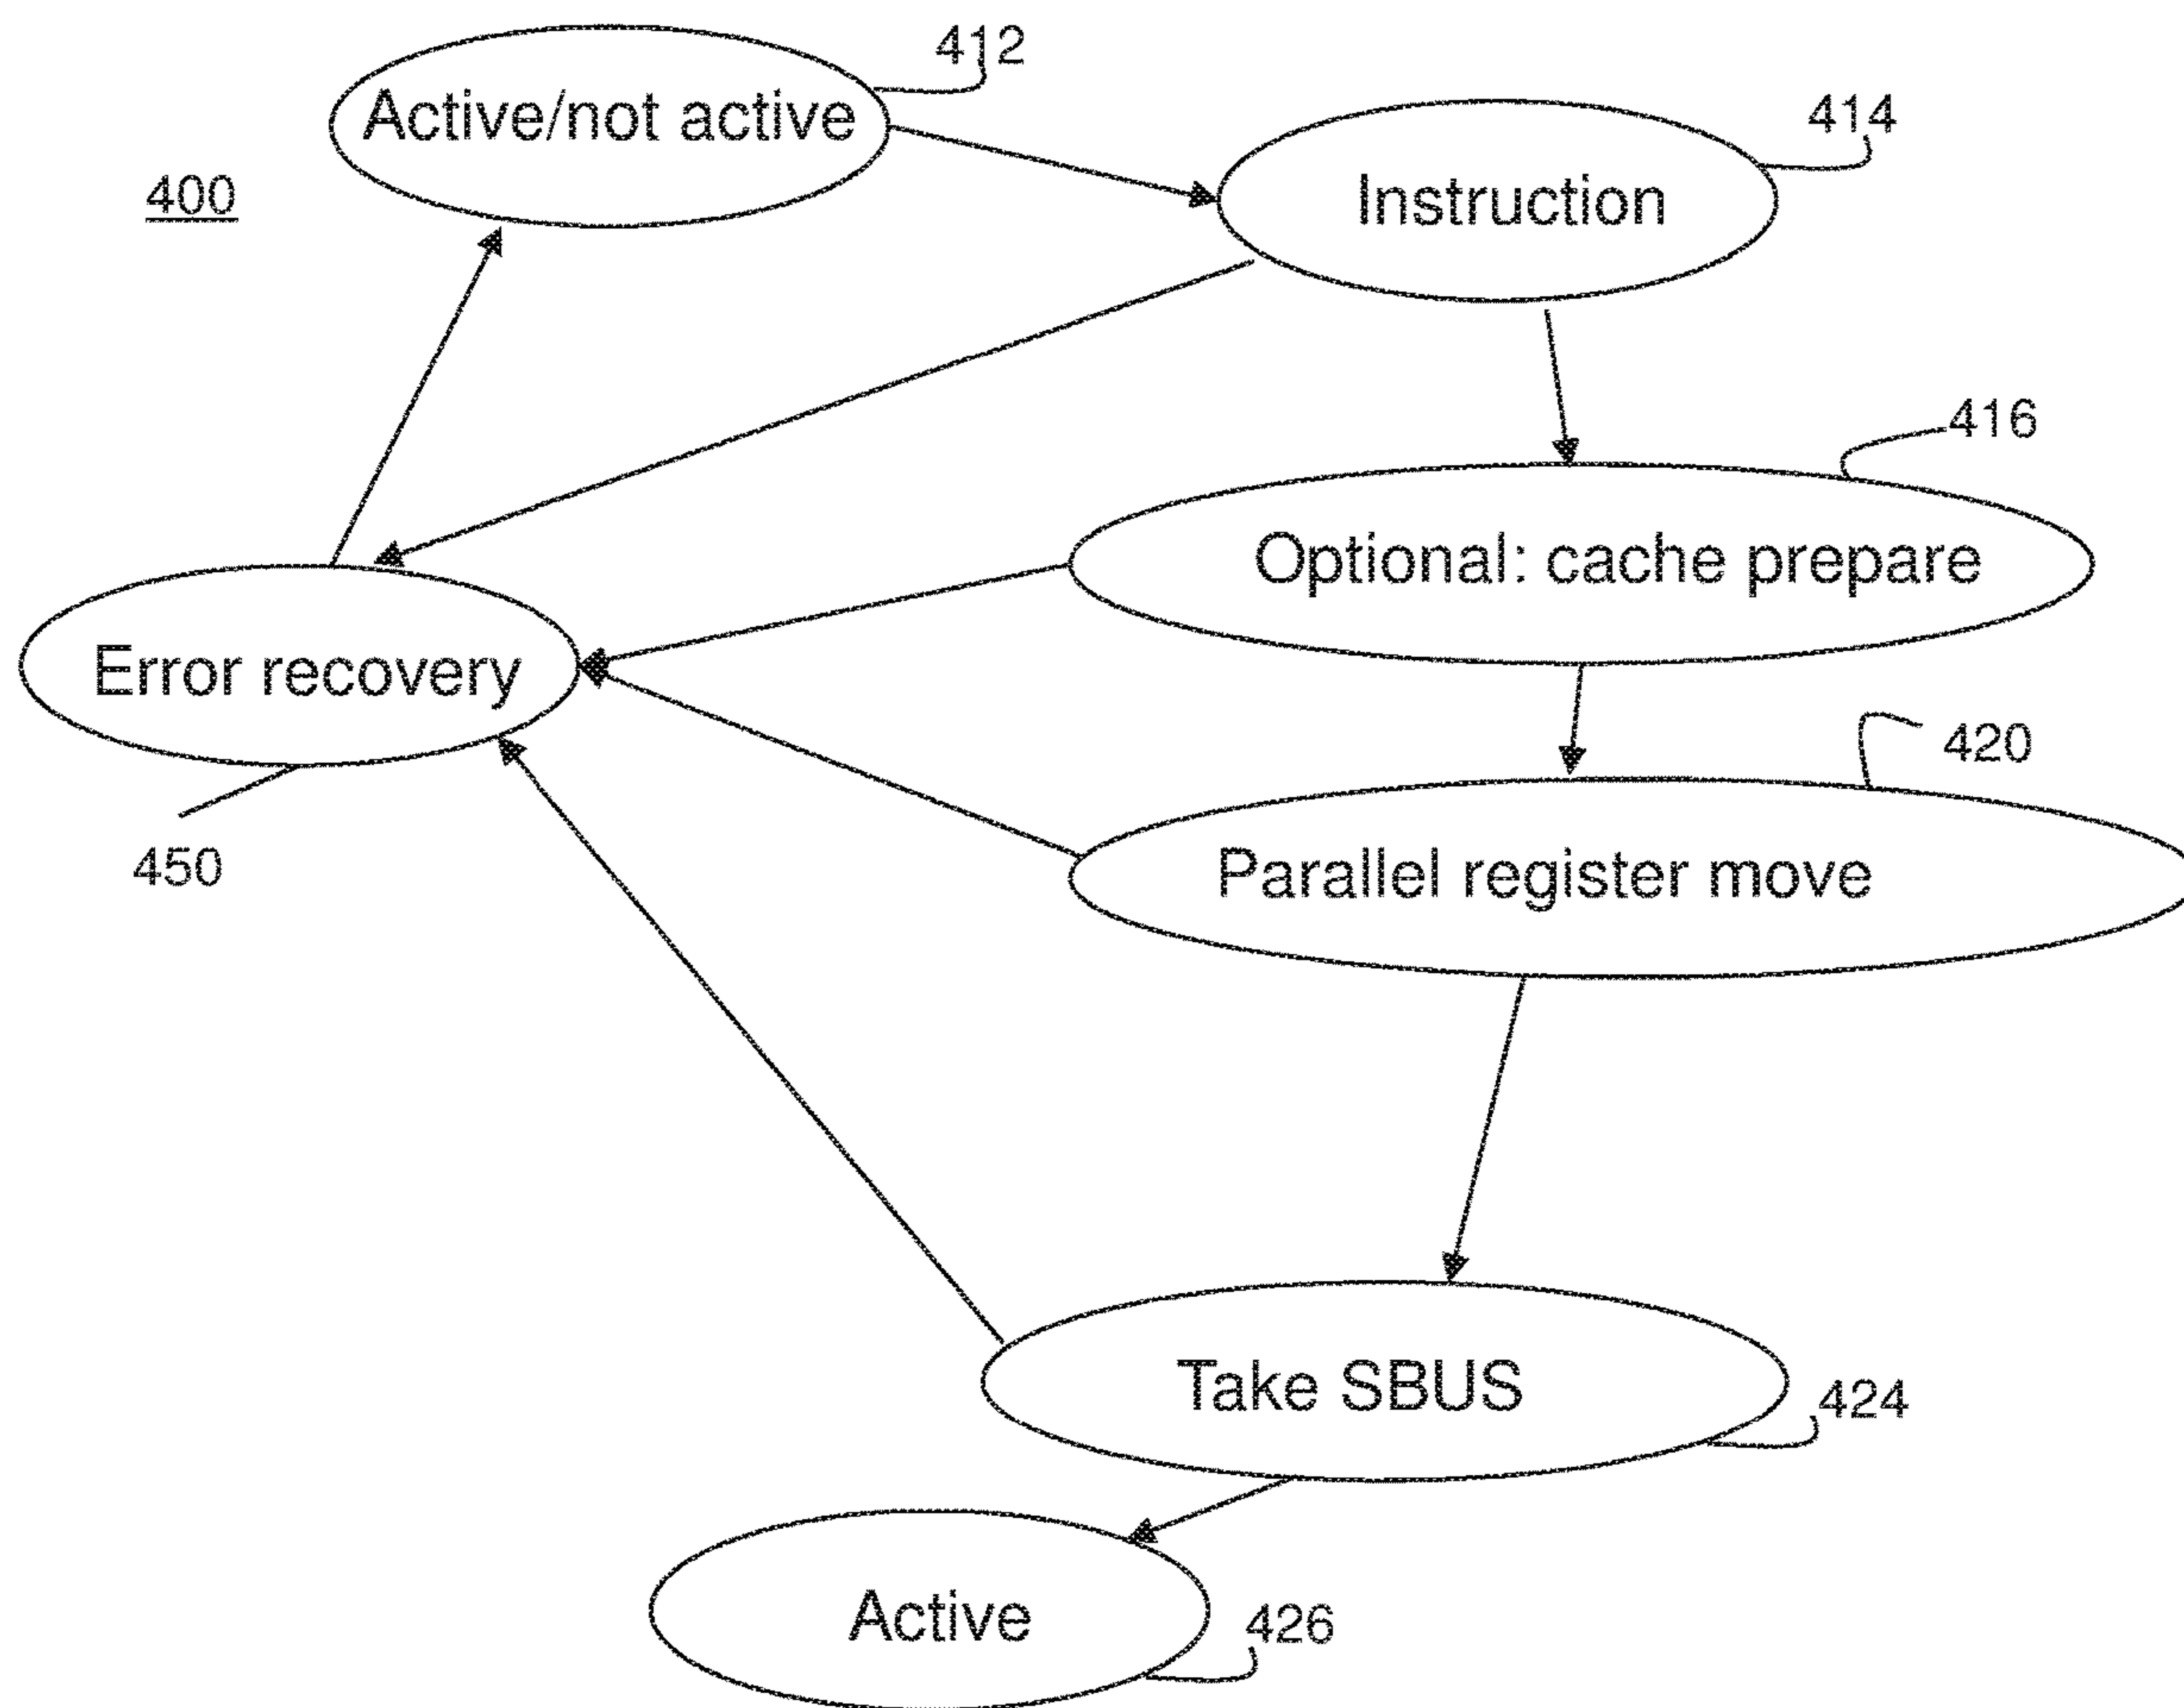 412
Active/not active
414
400
Instruction
416
Optional: cache prepare
Error recovery
420
450
Parallel register move
Take SBUS
424
Active
426